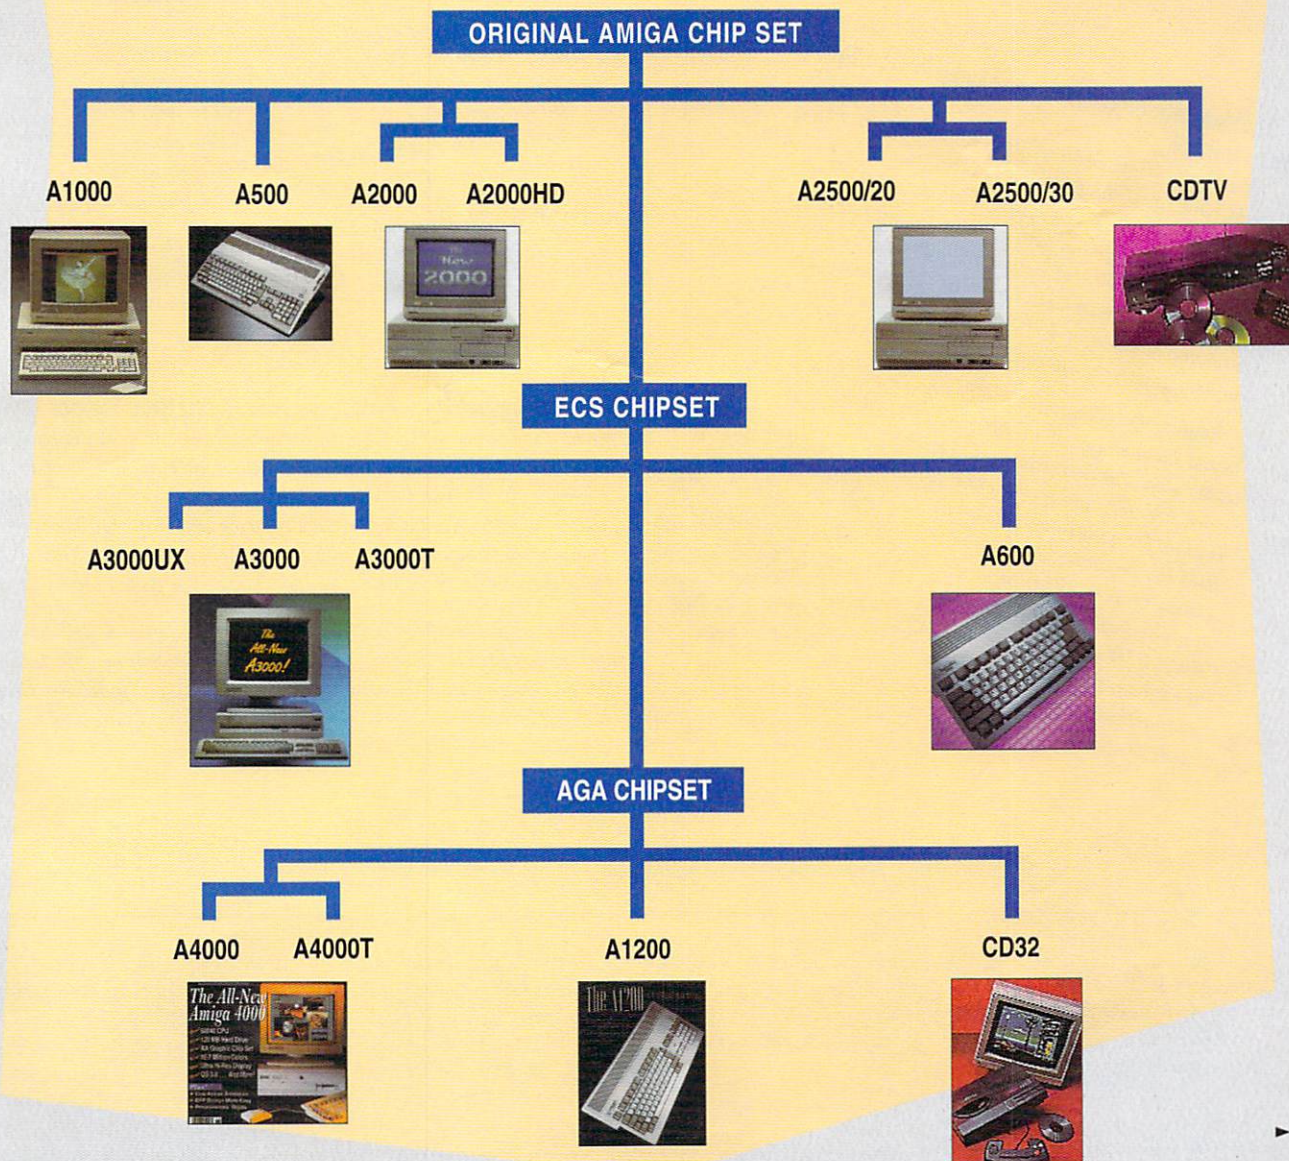 ORIGINAL AMIGA CHIP SET
A1000
A500
A2000
A2000HD
A2500/20
A2500/30
CDTV
New
2000
ECS CHIPSET
A3000UX
A3000
A3000T
A600
The
All-New
A3000!
AGA CHIPSET
A4000
A4000T
A1200
CD32
The All-New
Amiga 4000
The A1200